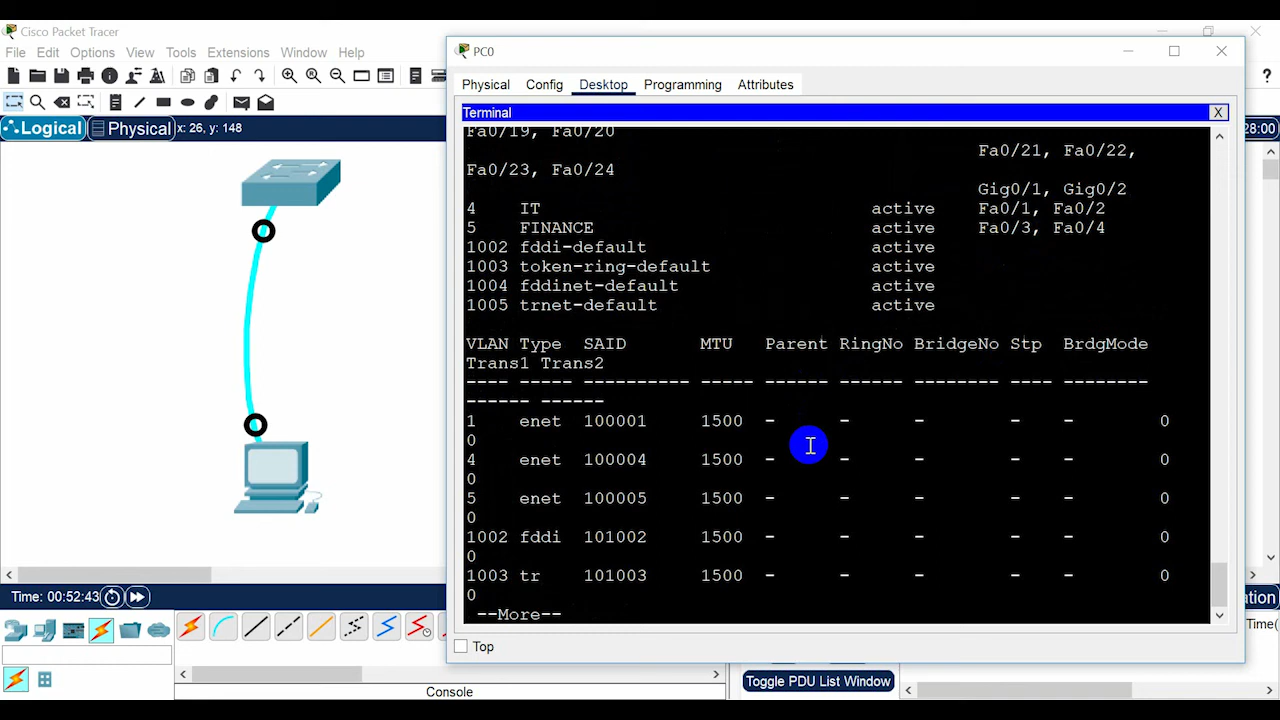 Cisco Packet Tracer
File Edit Options View Tools Extensions Window Help
Logical Physical x: 26, y: 148
28:00
PC0
Physical Config Desktop Programming Attributes
Terminal X
Fa0/19, Fa0/20
Fa0/21, Fa0/22,
Fa0/23, Fa0/24
Gig0/1, Gig0/2
4 IT active Fa0/1, Fa0/2
5 FINANCE active Fa0/3, Fa0/4
1002 fddi-default active
1003 token-ring-default active
1004 fddinet-default active
1005 trnet-default active
VLAN Type SAID MTU Parent RingNo BridgeNo Stp BrdgMode
Trans1 Trans2
---- ----- ---------- ----- ------ ------ -------- ---- --------
------ ------
1 enet 100001 1500 - - - - - 0
0
4 enet 100004 1500 - - - - - 0
0
5 enet 100005 1500 - - - - - 0
0
1002 fddi 101002 1500 - - - - - 0
0
1003 tr 101003 1500 - - - - - 0
0
--More--
Top
Time: 00:52:43
ation
Time(
Console
Toggle PDU List Window